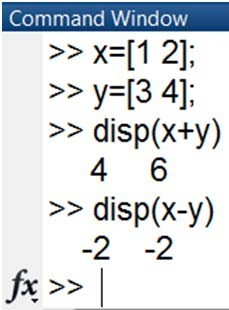 Command Window
>> x=[1 2];
>> y=[3 4];
>> disp(x+y)
4 6
>> disp(x-y)
-2 -2
fx >>